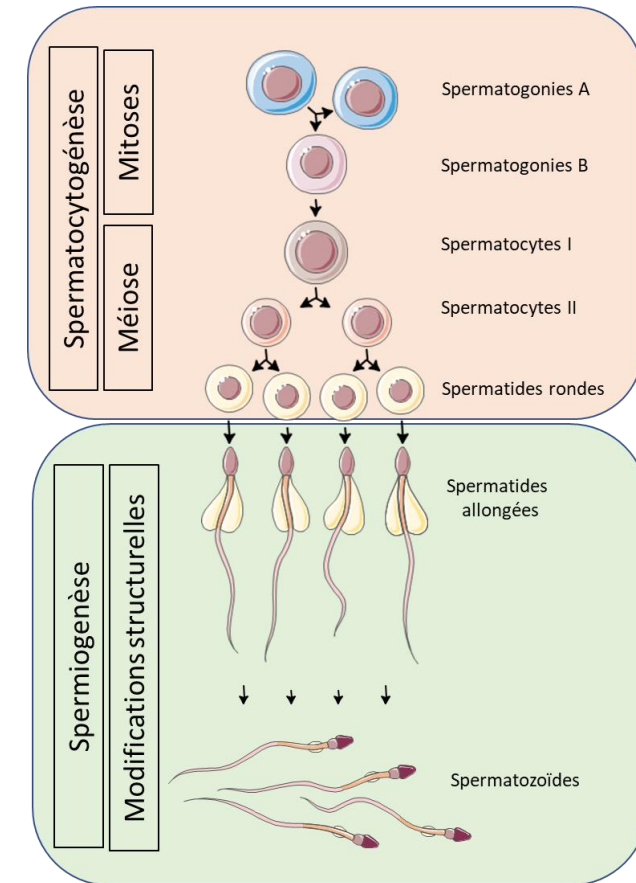 Spermatocytogénèse
Mitoses
Méiose
Spermatogonies A
Spermatogonies B
Spermatocytes I
Spermatocytes II
Spermatides rondes
Spermiogenèse
Modifications structurelles
Spermatides
allongées
Spermatozoïdes